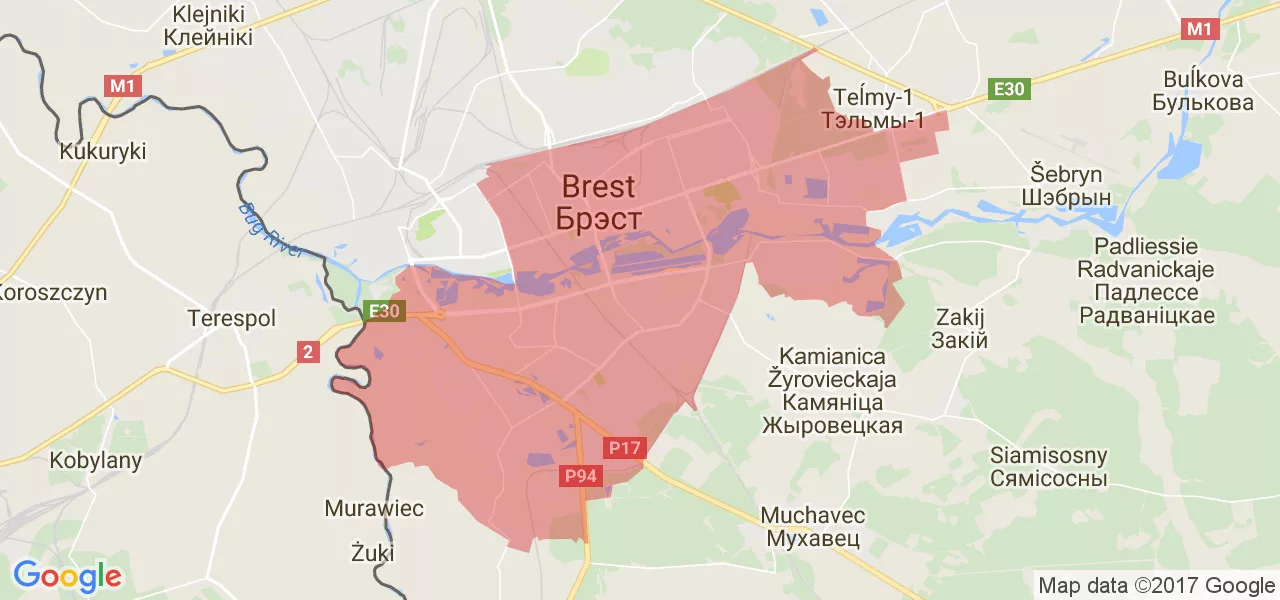 Klejniki
Клейнікі
M1
M1
E30
Buĺkova
Булькова
Teĺmy-1
Тэльмы-1
Kukuryki
Brest
Брэст
Šebryn
Шэбрын
Bug River
Padliessie
Radvanickaje
Падлессе
Радваніцкае
Koroszczyn
Terespol
E30
2
Zakij
Закій
Kamianica
Žyrovieckaja
Камяніца
Жыровецкая
P17
P94
Kobylany
Siamisosny
Сямісосны
Murawiec
Muchavec
Мухавец
Żuki
Google
Map data ©2017 Google